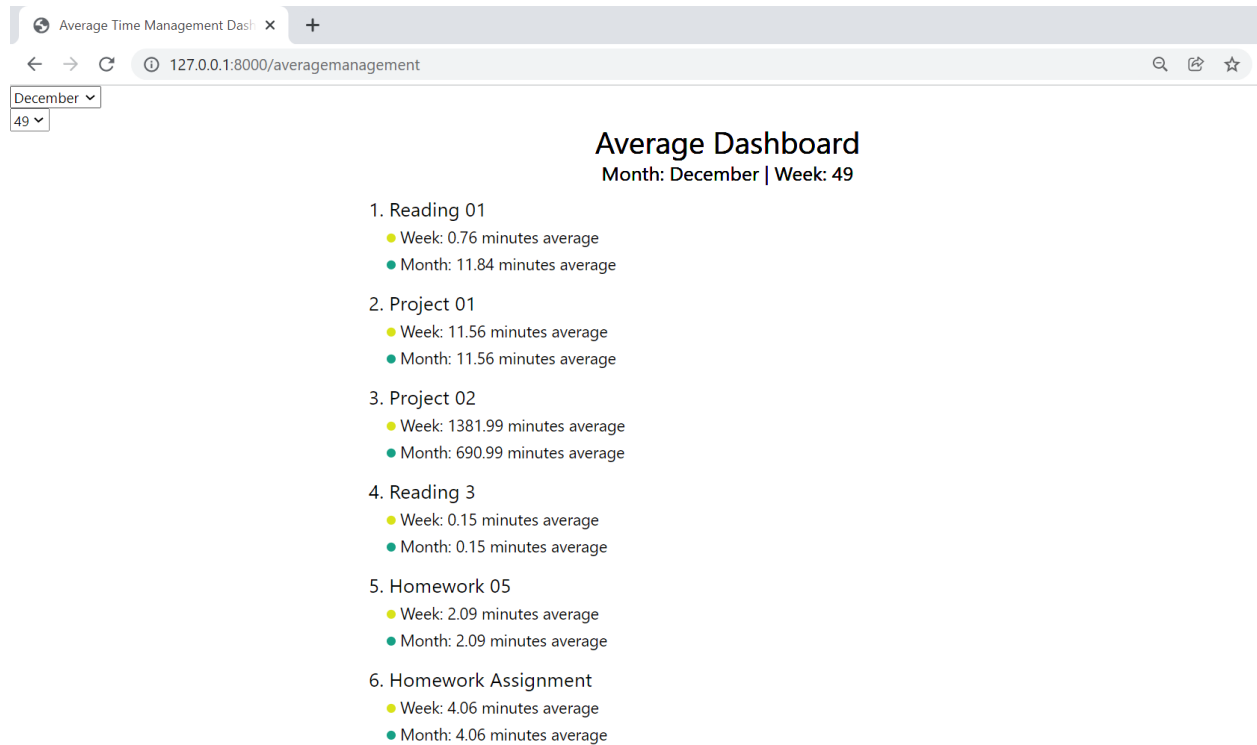 Average Time Management Dash
127.0.0.1:8000/averagemanagement
December
49
Average Dashboard
Month: December | Week: 49
1. Reading 01
Week: 0.76 minutes average
Month: 11.84 minutes average
2. Project 01
Week: 11.56 minutes average
Month: 11.56 minutes average
3. Project 02
Week: 1381.99 minutes average
Month: 690.99 minutes average
4. Reading 3
Week: 0.15 minutes average
Month: 0.15 minutes average
5. Homework 05
Week: 2.09 minutes average
Month: 2.09 minutes average
6. Homework Assignment
Week: 4.06 minutes average
Month: 4.06 minutes average